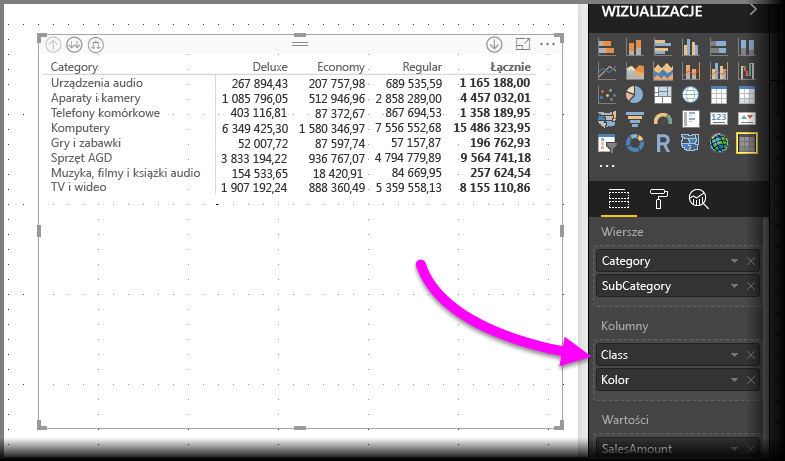 WIZUALIZACJE
Category Deluxe Economy Regular Łącznie
Urządzenia audio 267 894,43 207 757,98 689 535,59 1 165 188,00
Aparaty i kamery 1 085 796,05 512 946,96 2 858 289,00 4 457 032,01
Telefony komórkowe 403 116,81 87 372,67 867 694,53 1 358 189,95
Komputery 6 349 425,30 1 580 346,97 7 556 552,68 15 486 323,95
Gry i zabawki 52 007,72 87 597,74 57 157,87 196 762,93
Sprzęt AGD 3 833 194,22 936 767,07 4 794 779,89 9 564 741,18
Muzyka, filmy i książki audio 154 533,65 18 420,91 84 669,95 257 624,54
TV i wideo 1 907 192,24 888 360,49 5 359 558,13 8 155 110,86
123
R
Wiersze
Category
SubCategory
Kolumny
Class
Kolor
Wartości
SalesAmount